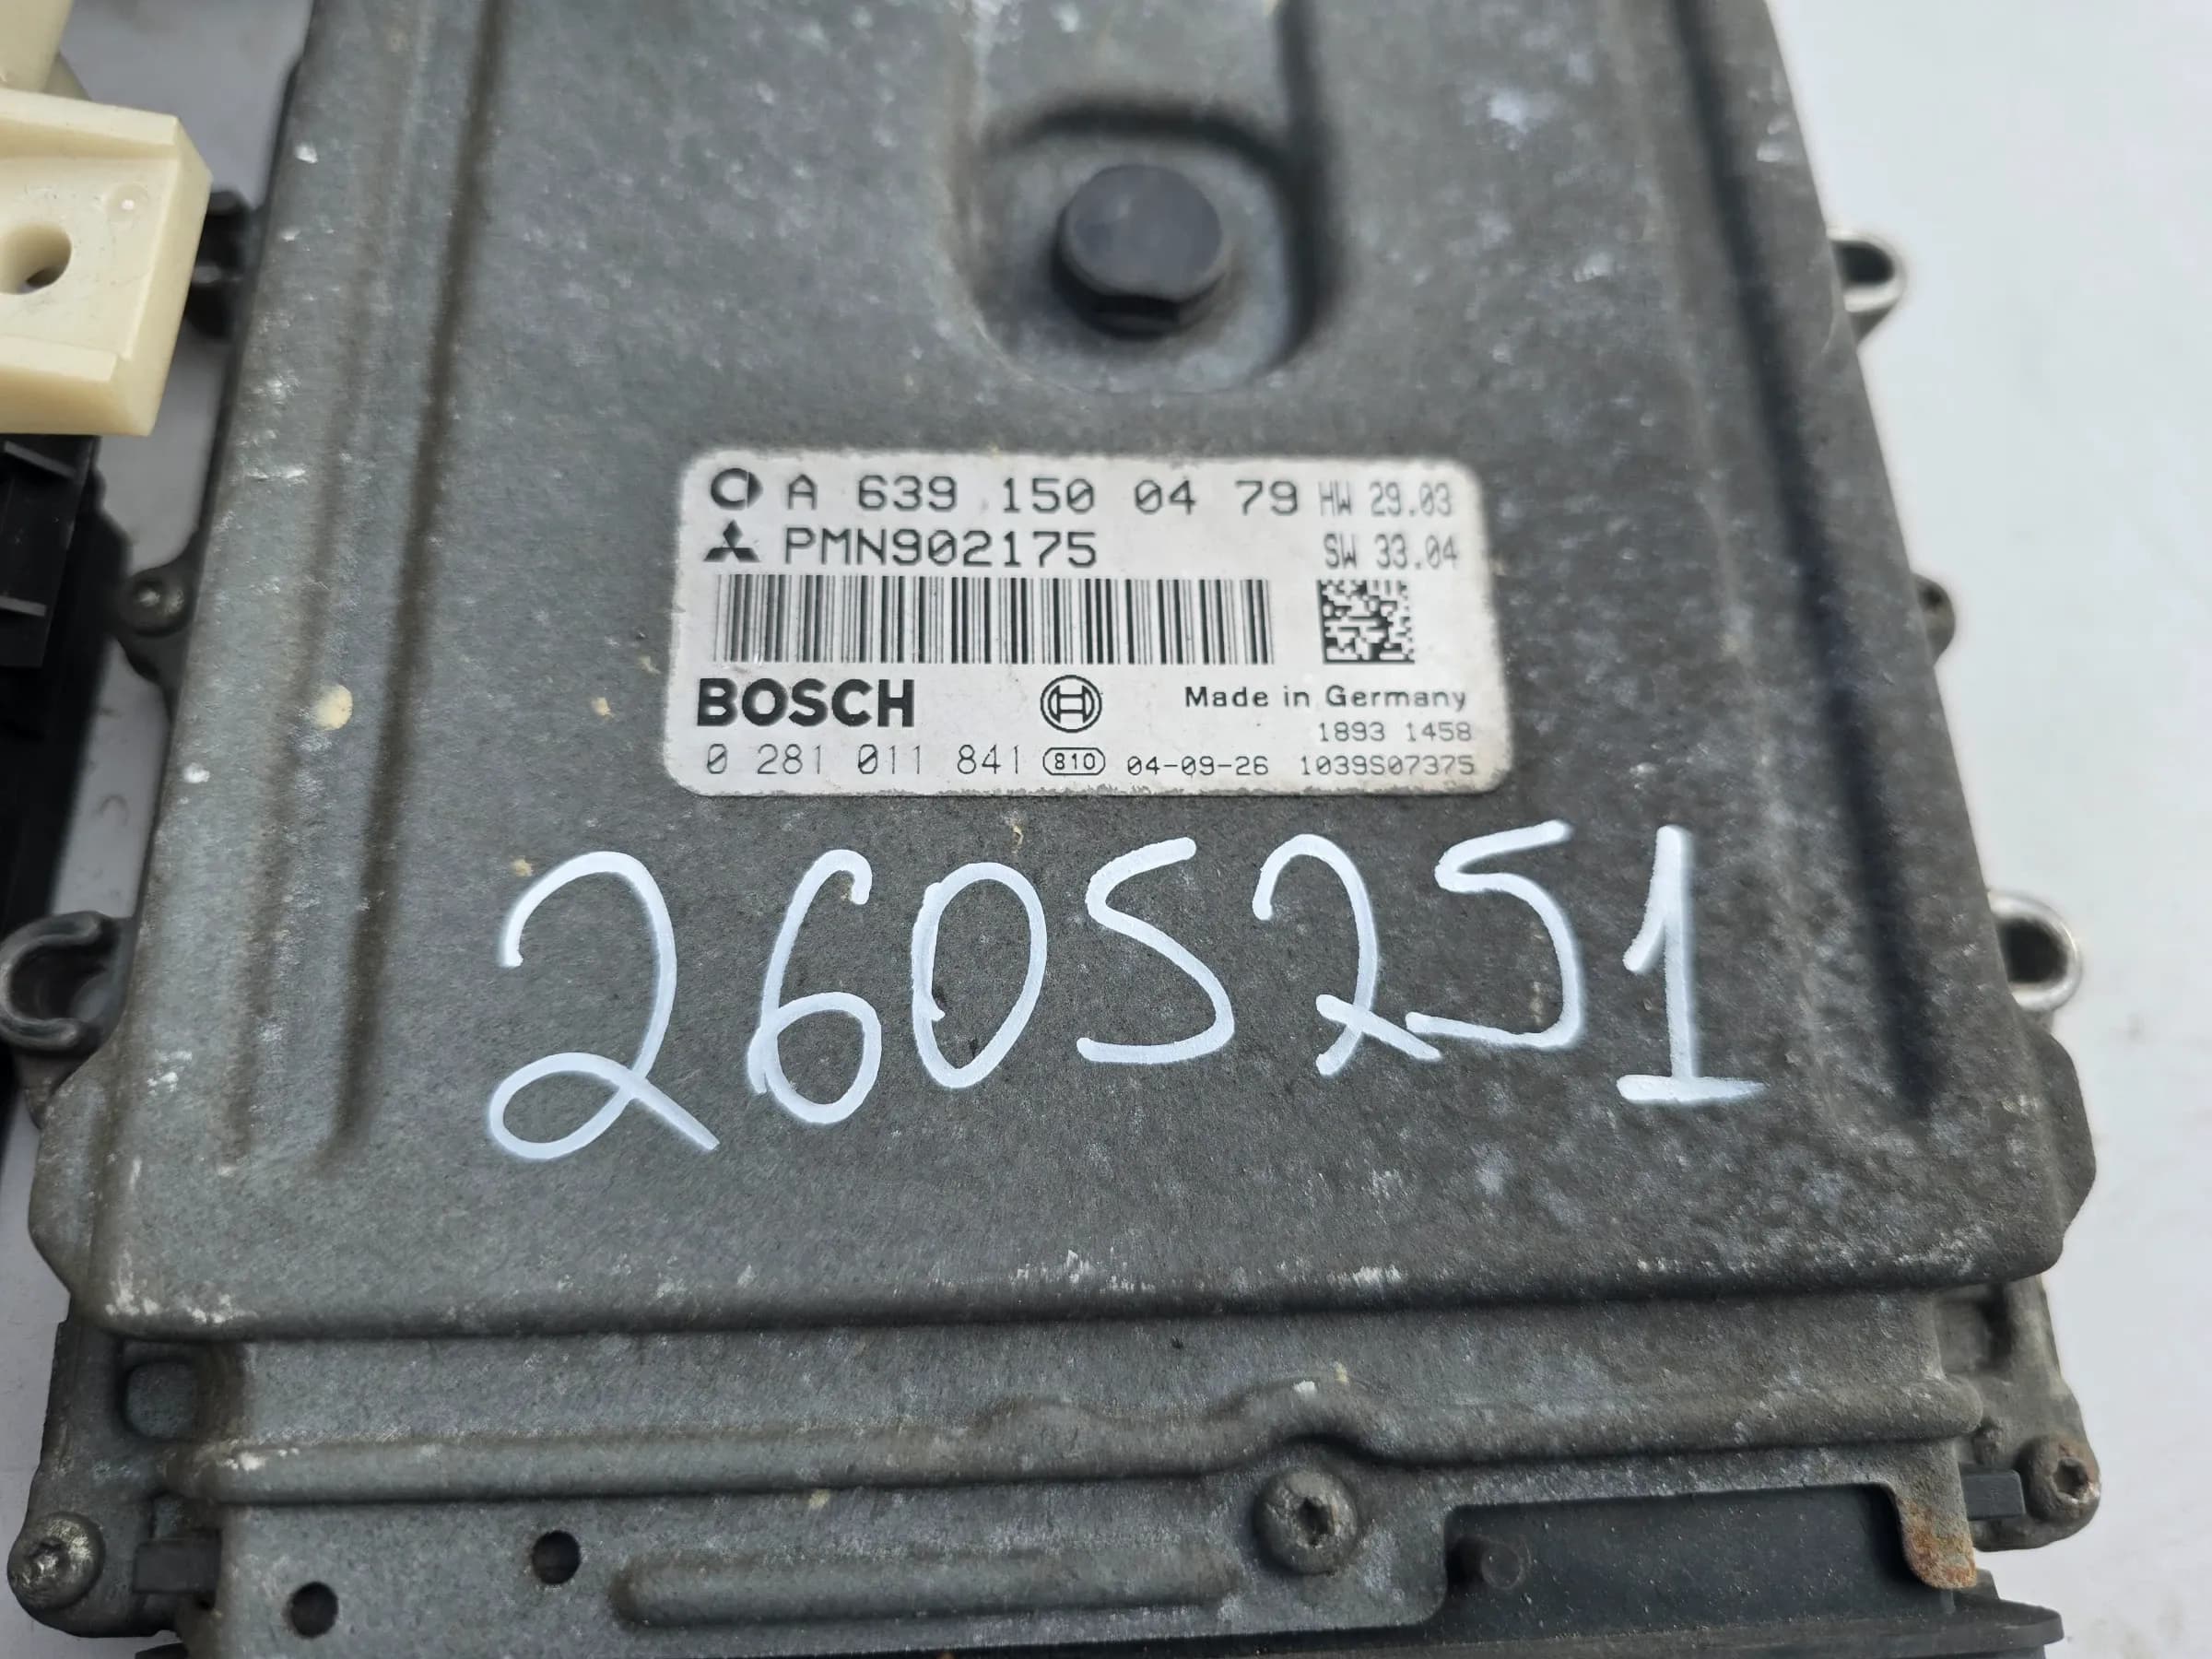 A 639 150 04 79 HW 29.03
PMN902175 SW 33.04
BOSCH Made in Germany
1893 1458
0 281 011 841 810 04-09-26 1039S07375
2605251